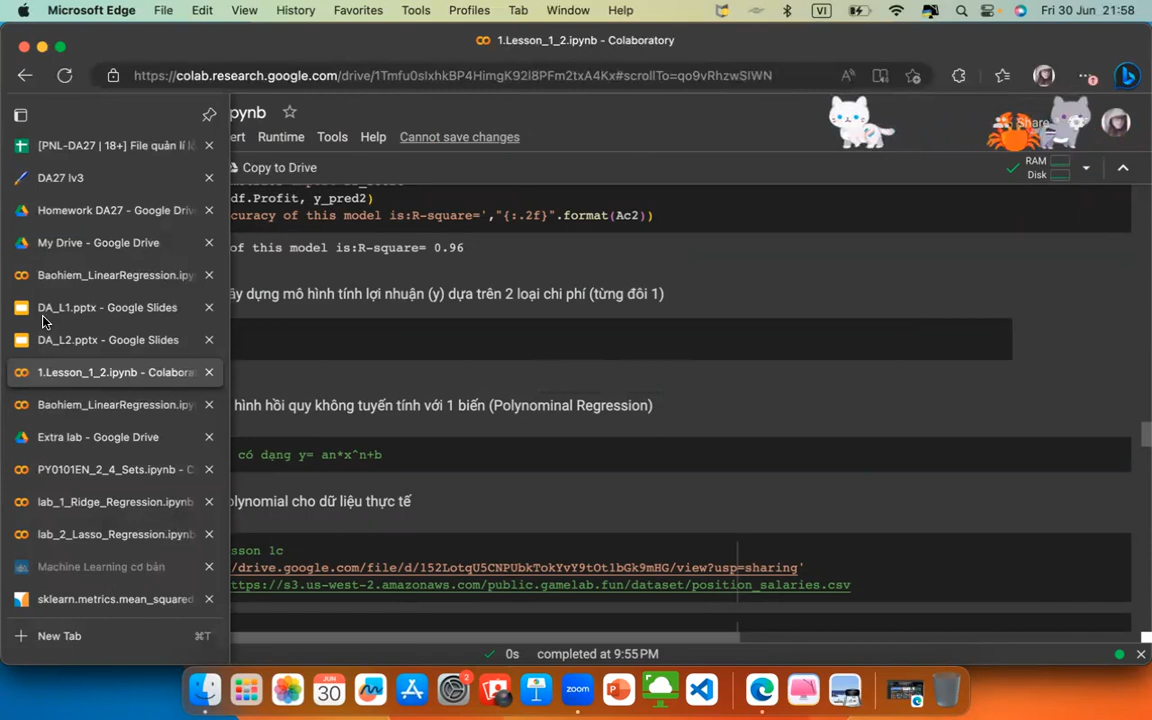 Microsoft Edge File Edit View History Favorites Tools Profiles Tab Window Help VI Fri 30 Jun 21:58
1.Lesson_1_2.ipynb - Colaboratory
https://colab.research.google.com/drive/1Tmfu0slxhkBP4HimgK92I8PFm2txA4Kx#scrollTo=qo9vRhzwSIWN
pynb
Share
ert Runtime Tools Help Cannot save changes
Copy to Drive
RAM
Disk
[PNL-DA27 | 18+] File quản lí l
DA27 lv3
Homework DA27 - Google Driv
My Drive - Google Drive
Baohiem_LinearRegression.ipy
DA_L1.pptx - Google Slides
DA_L2.pptx - Google Slides
1.Lesson_1_2.ipynb - Colabora
Baohiem_LinearRegression.ipy
Extra lab - Google Drive
PY0101EN_2_4_Sets.ipynb - C
lab_1_Ridge_Regression.ipynb
lab_2_Lasso_Regression.ipynb
Machine Learning cơ bản
sklearn.metrics.mean_squared
New Tab ⌘T
df.Profit, y_pred2)
curacy of this model is:R-square=',"{:.2f}".format(Ac2))
of this model is:R-square= 0.96
ây dựng mô hình tính lợi nhuận (y) dựa trên 2 loại chi phí (từng đôi 1)
hình hồi quy không tuyến tính với 1 biến (Polynominal Regression)
có dạng y= an*x^n+b
olynomial cho dữ liệu thực tế
sson 1c
/drive.google.com/file/d/152LotqU5CNPUbkTokYvY9tOt1bGk9mHG/view?usp=sharing'
ttps://s3.us-west-2.amazonaws.com/public.gamelab.fun/dataset/position_salaries.csv
0s completed at 9:55PM
2
JUN
30
zoom